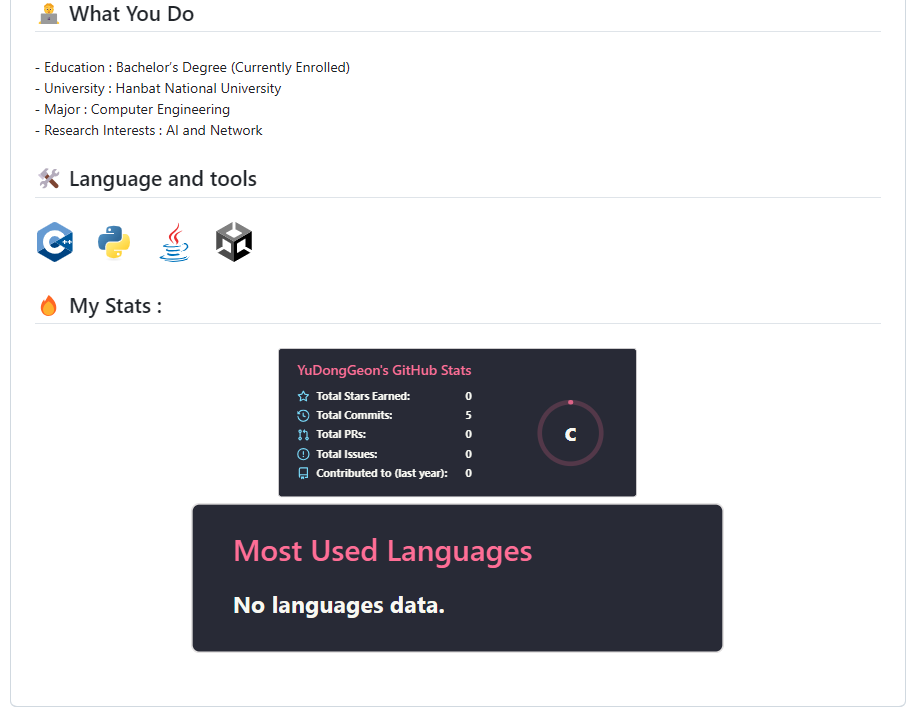 What You Do
- Education : Bachelor's Degree (Currently Enrolled)
- University : Hanbat National University
- Major : Computer Engineering
- Research Interests : AI and Network
Language and tools
C++
My Stats :
YuDongGeon's GitHub Stats
Total Stars Earned: 0
Total Commits: 5
Total PRs: 0
Total Issues: 0
Contributed to (last year): 0
C
Most Used Languages
No languages data.